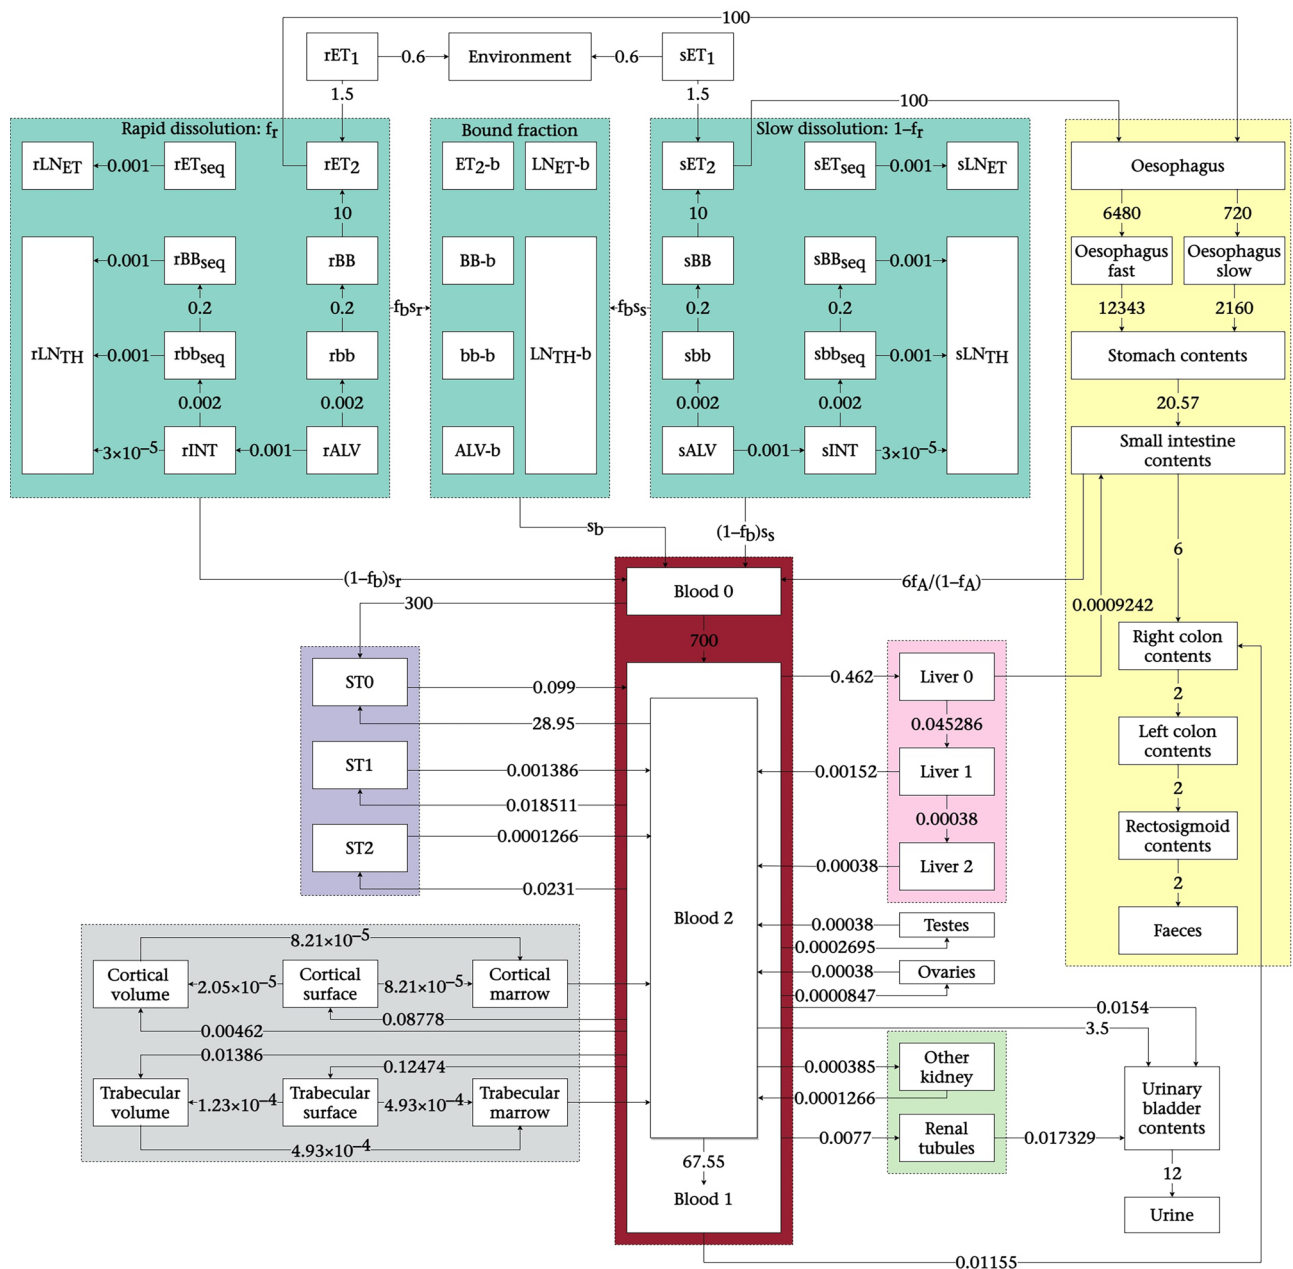 100
rET1
0.6
Environment
0.6
sET1
1.5
1.5
100
Rapid dissolution: fr
Bound fraction
Slow dissolution: 1–fr
rLNET
0.001
rETseq
rET2
ET2-b
LNET-b
sET2
sETseq
0.001
sLNET
Oesophagus
10
10
6480
720
rLNTH
0.001
rBBseq
rBB
BB-b
sBB
sBBseq
0.001
Oesophagus
fast
Oesophagus
slow
0.2
0.2
fbsr
fbss
0.2
0.2
12343
2160
0.001
rbbseq
rbb
bb-b
LNTH-b
sbb
sbbseq
0.001
sLNTH
Stomach contents
0.002
0.002
0.002
0.002
20.57
3×10–5
rINT
0.001
rALV
ALV-b
sALV
0.001
sINT
3×10–5
Small intestine
contents
sb
(1–fb)ss
6
(1–fb)sr
Blood 0
6fA/(1–fA)
300
0.0009242
700
Right colon
contents
ST0
0.099
0.462
Liver 0
2
28.95
0.045286
Left colon
contents
ST1
0.001386
0.00152
Liver 1
2
0.018511
0.00038
Rectosigmoid
contents
ST2
0.0001266
0.00038
Liver 2
2
0.0231
Blood 2
0.00038
Testes
Faeces
0.0002695
8.21×10–5
0.00038
Ovaries
Cortical
volume
2.05×10–5
Cortical
surface
8.21×10–5
Cortical
marrow
0.0000847
0.08778
0.0154
0.00462
3.5
0.01386
0.12474
0.000385
Other
kidney
Trabecular
volume
1.23×10–4
Trabecular
surface
4.93×10–4
Trabecular
marrow
0.0001266
Urinary
bladder
contents
4.93×10–4
0.0077
Renal
tubules
0.017329
67.55
12
Blood 1
Urine
0.01155